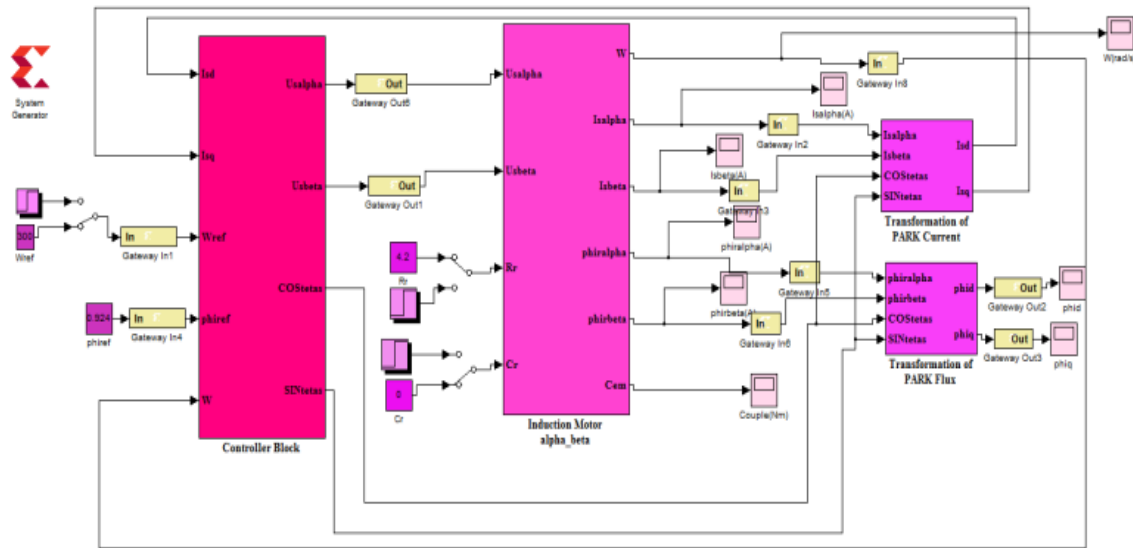 System
Generator
Isd
Isq
Wref
phiref
W
Usalpha
Usbeta
COStetas
SINtetas
Controller Block
300
Wref
In
Gateway In1
0.924
phiref
In
Gateway In4
Out
Gateway Out6
Out
Gateway Out1
4.2
Rr
0
Cr
Usalpha
Usbeta
Rr
Cr
W
Isalpha
Isbeta
phiralpha
phirbeta
Cem
Induction Motor
alpha_beta
In
Gateway In8
W(rad/s
Isalpha(A)
In
Gateway In2
Isbeta(A)
In
Gateway In3
phiralpha(A)
In
Gateway In5
phirbeta(A)
In
Gateway In6
Couple(Nm)
Isalpha
Isbeta
COStetas
SINtetas
Isd
Isq
Transformation of
PARK Current
phiralpha
phirbeta
COStetas
SINtetas
phid
phiq
Transformation of
PARK Flux
Out
Gateway Out2
phid
Out
Gateway Out3
phiq